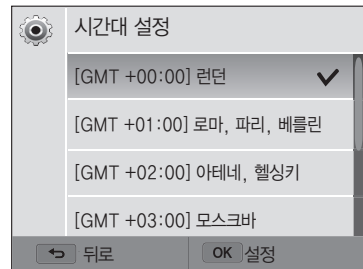 시간대 설정
[GMT +00:00] 런던
[GMT +01:00] 로마, 파리, 베를린
[GMT +02:00] 아테네, 헬싱키
[GMT +03:00] 모스크바
뒤로 OK 설정